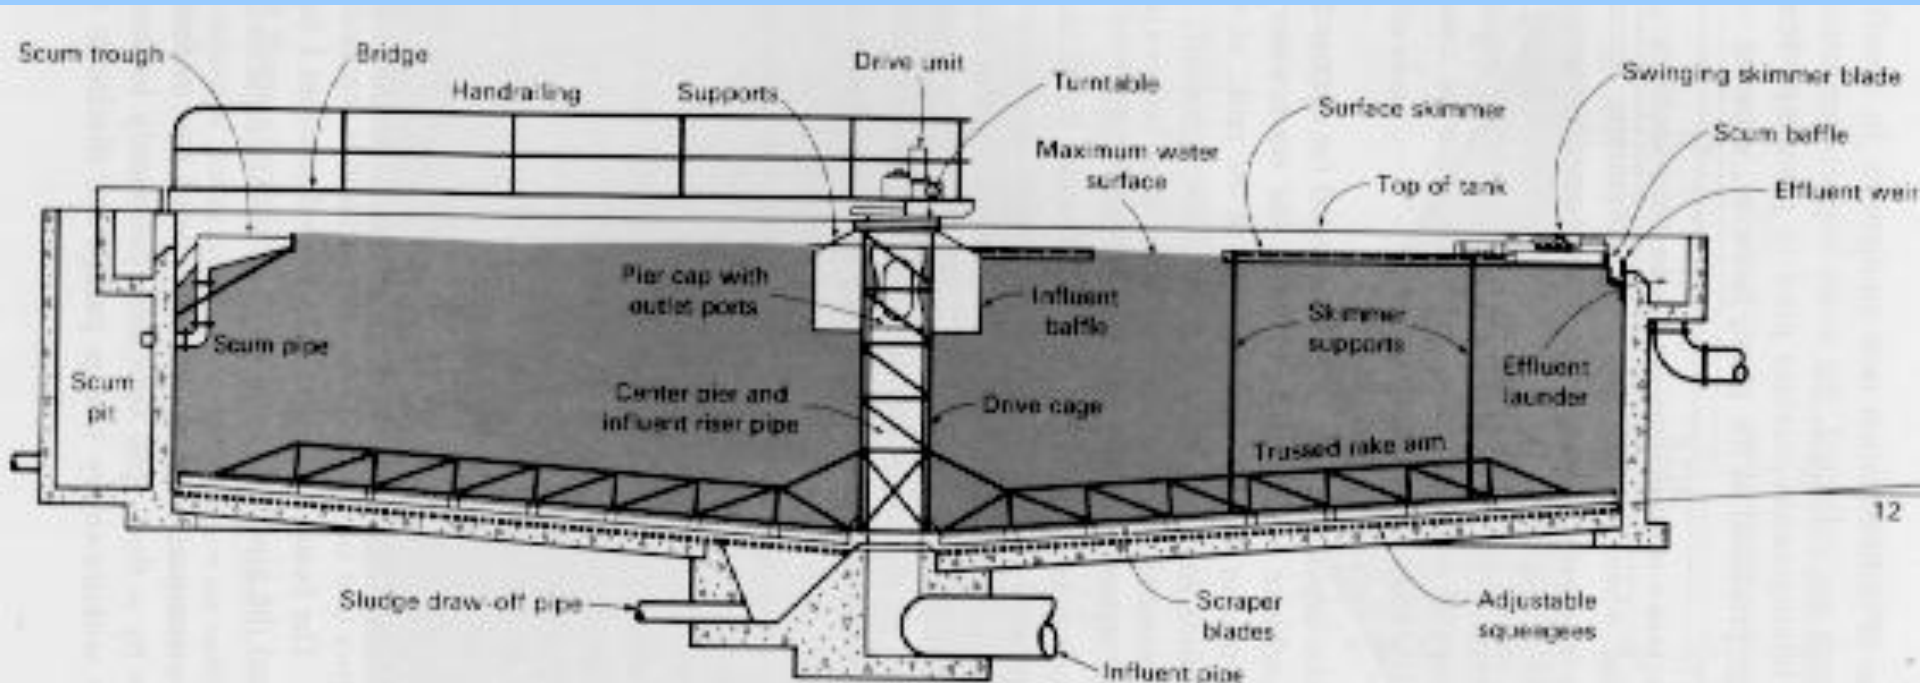 Scum trough
Bridge
Handrailing
Supports
Drive unit
Turntable
Maximum water
surface
Surface skimmer
Top of tank
Swinging skimmer blade
Scum baffle
Effluent weir
Pier cap with
outlet ports
Influent
baffle
Skimmer
supports
Scum pipe
Scum
pit
Center pier and
influent riser pipe
Drive cage
Effluent
launder
Trussed rake arm
12
Sludge draw-off pipe
Scraper
blades
Adjustable
squeegees
Influent pipe